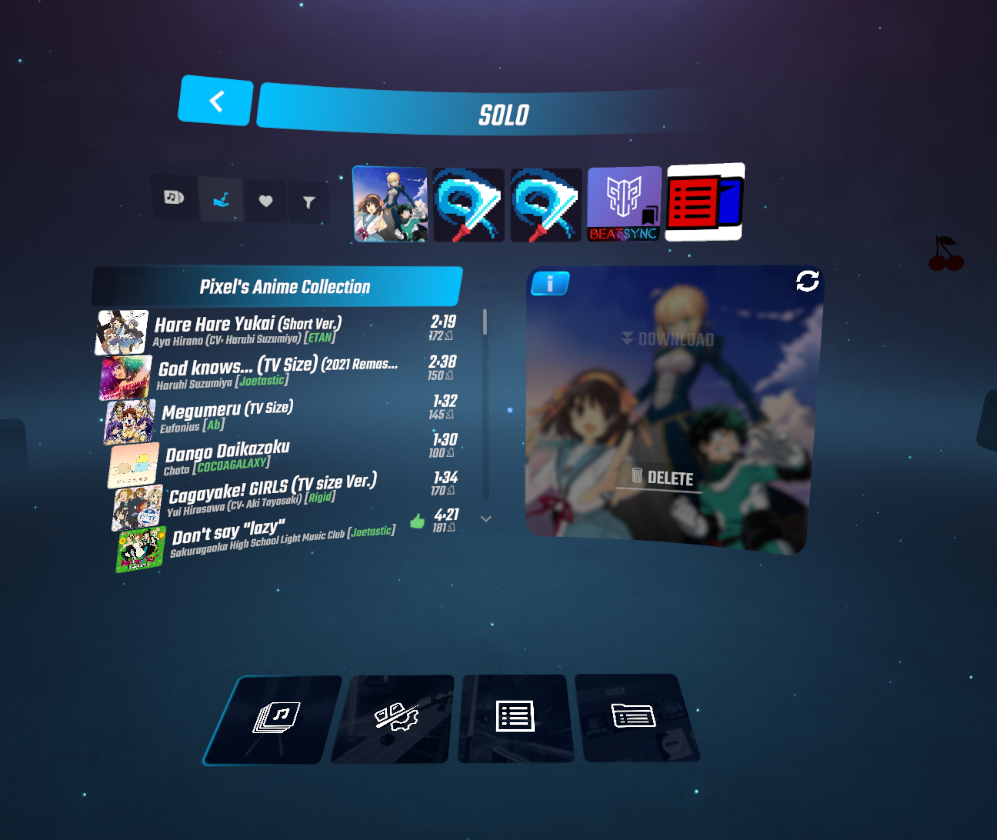 SOLO
BEATSYNC
Pixel's Anime Collection
Hare Hare Yukai (Short Ver.)
2:19
Aya Hirano (CV: Haruhi Suzumiya) [ETAN]
172
God knows... (TV Size) (2021 Remas...
2:38
Haruhi Suzumiya [Joetastic]
150
Megumeru (TV Size)
1:32
Eufonius [Ab]
145
Dango Daikazoku
1:30
Chata [COCOAGALAXY]
100
Cagayake! GIRLS (TV size Ver.)
1:34
Yui Hirasawa (CV: Aki Toyosaki) [Rigid]
170
Don't say "lazy"
4:21
Sakuragaoka High School Light Music Club [Joetastic]
181
DOWNLOAD
DELETE